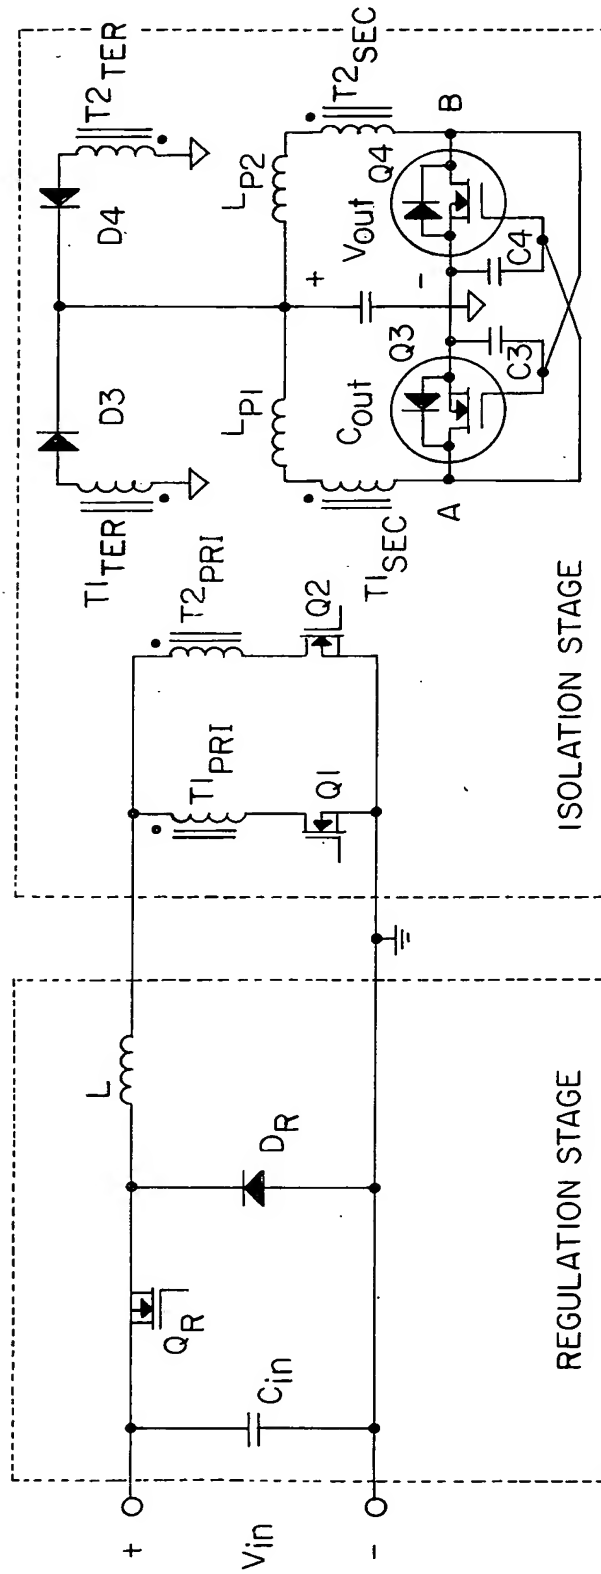 +
Vin
-
Cin
QR
DR
L
REGULATION STAGE
T1PRI
Q1
T2PRI
Q2
T1TER
D3
D4
T2TER
T1SEC
LP1
LP2
T2SEC
A
Cout
Q3
+
-
Vout
Q4
B
C3
C4
ISOLATION STAGE